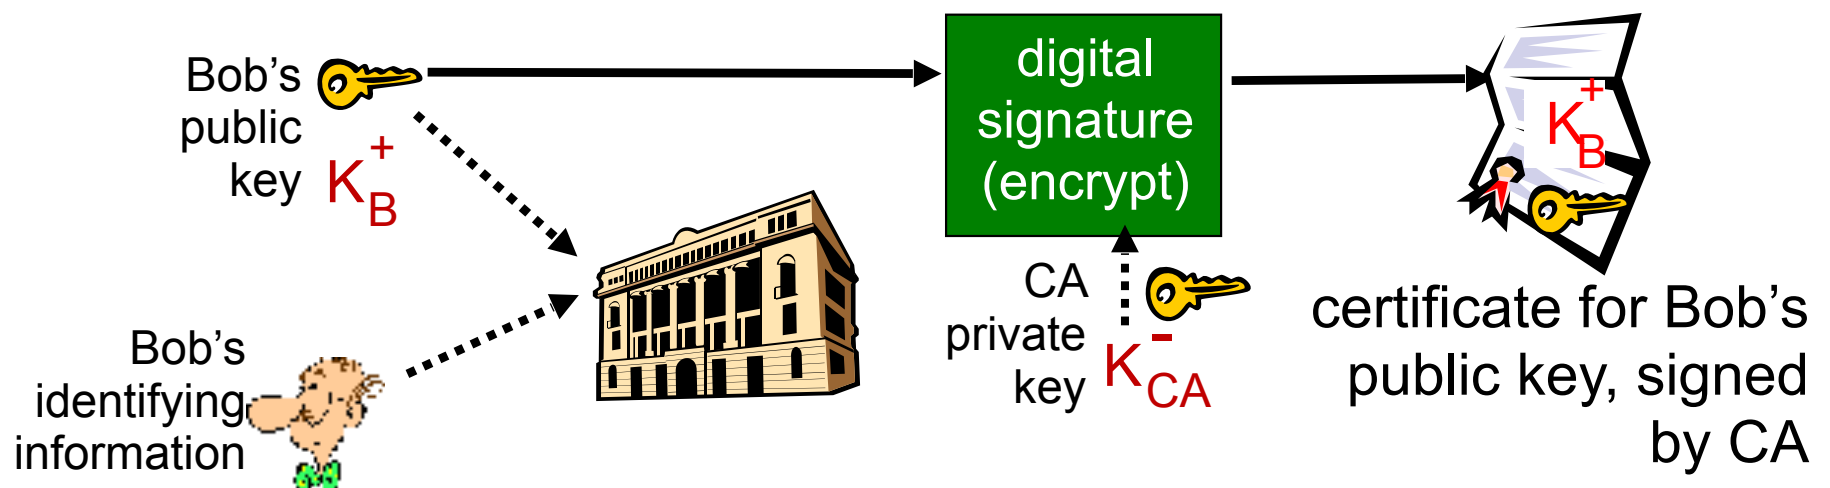 Bob’s
public
key
K
+
B
digital
signature
(encrypt)
K
+
B
CA
private
key
K
-
CA
certificate for Bob’s
public key, signed
by CA
Bob’s
identifying
information